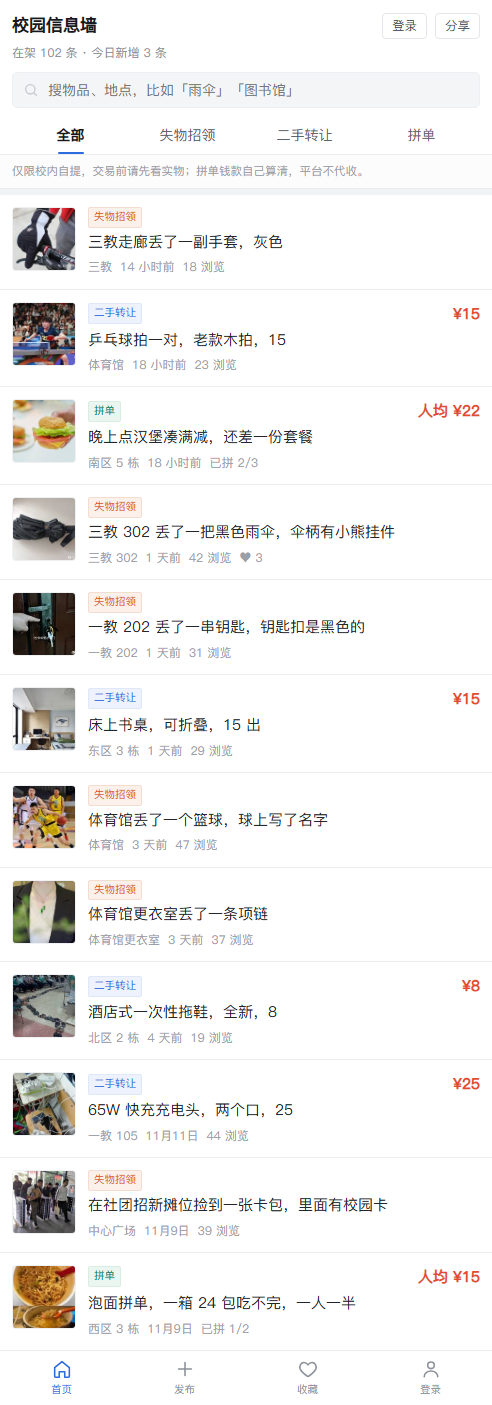 校园信息墙
登录
分享
在架 102 条 · 今日新增 3 条
搜物品、地点，比如「雨伞」「图书馆」
全部
失物招领
二手转让
拼单
仅限校内自提，交易前请先看实物；拼单钱款自己算清，平台不代收。
失物招领
三教走廊丢了一副手套，灰色
三教 14 小时前 18 浏览
二手转让
¥15
乒乓球拍一对，老款木拍，15
体育馆 18 小时前 23 浏览
拼单
人均 ¥22
晚上点汉堡凑满减，还差一份套餐
南区 5 栋 18 小时前 已拼 2/3
失物招领
三教 302 丢了一把黑色雨伞，伞柄有小熊挂件
三教 302 1 天前 42 浏览 ♥ 3
失物招领
一教 202 丢了一串钥匙，钥匙扣是黑色的
一教 202 1 天前 31 浏览
二手转让
¥15
床上书桌，可折叠，15 出
东区 3 栋 1 天前 29 浏览
失物招领
体育馆丢了一个篮球，球上写了名字
体育馆 3 天前 47 浏览
失物招领
体育馆更衣室丢了一条项链
体育馆更衣室 3 天前 37 浏览
二手转让
¥8
酒店式一次性拖鞋，全新，8
北区 2 栋 4 天前 19 浏览
二手转让
¥25
65W 快充充电头，两个口，25
一教 105 11月11日 44 浏览
失物招领
在社团招新摊位捡到一张卡包，里面有校园卡
中心广场 11月9日 39 浏览
拼单
人均 ¥15
泡面拼单，一箱 24 包吃不完，一人一半
西区 3 栋 11月9日 已拼 1/2
首页
发布
收藏
登录